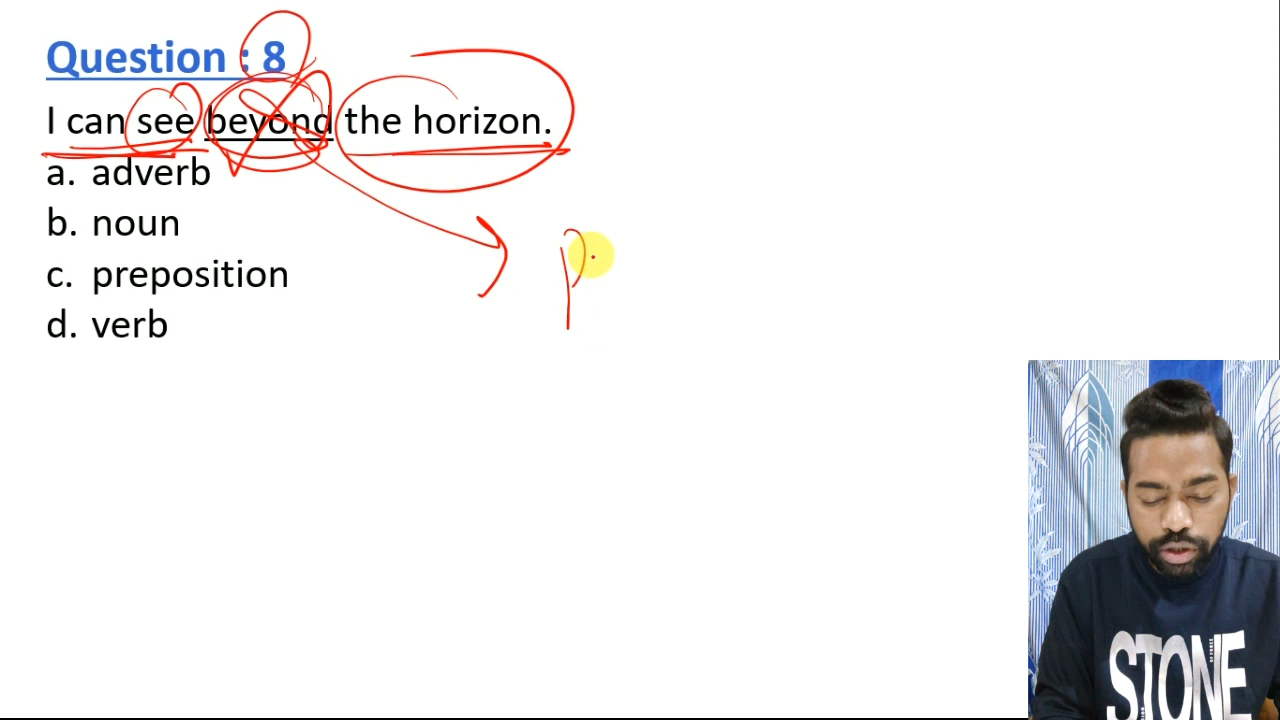 Question : 8
I can see beyond the horizon.
a. adverb
b. noun
c. preposition
d. verb
p
STONE